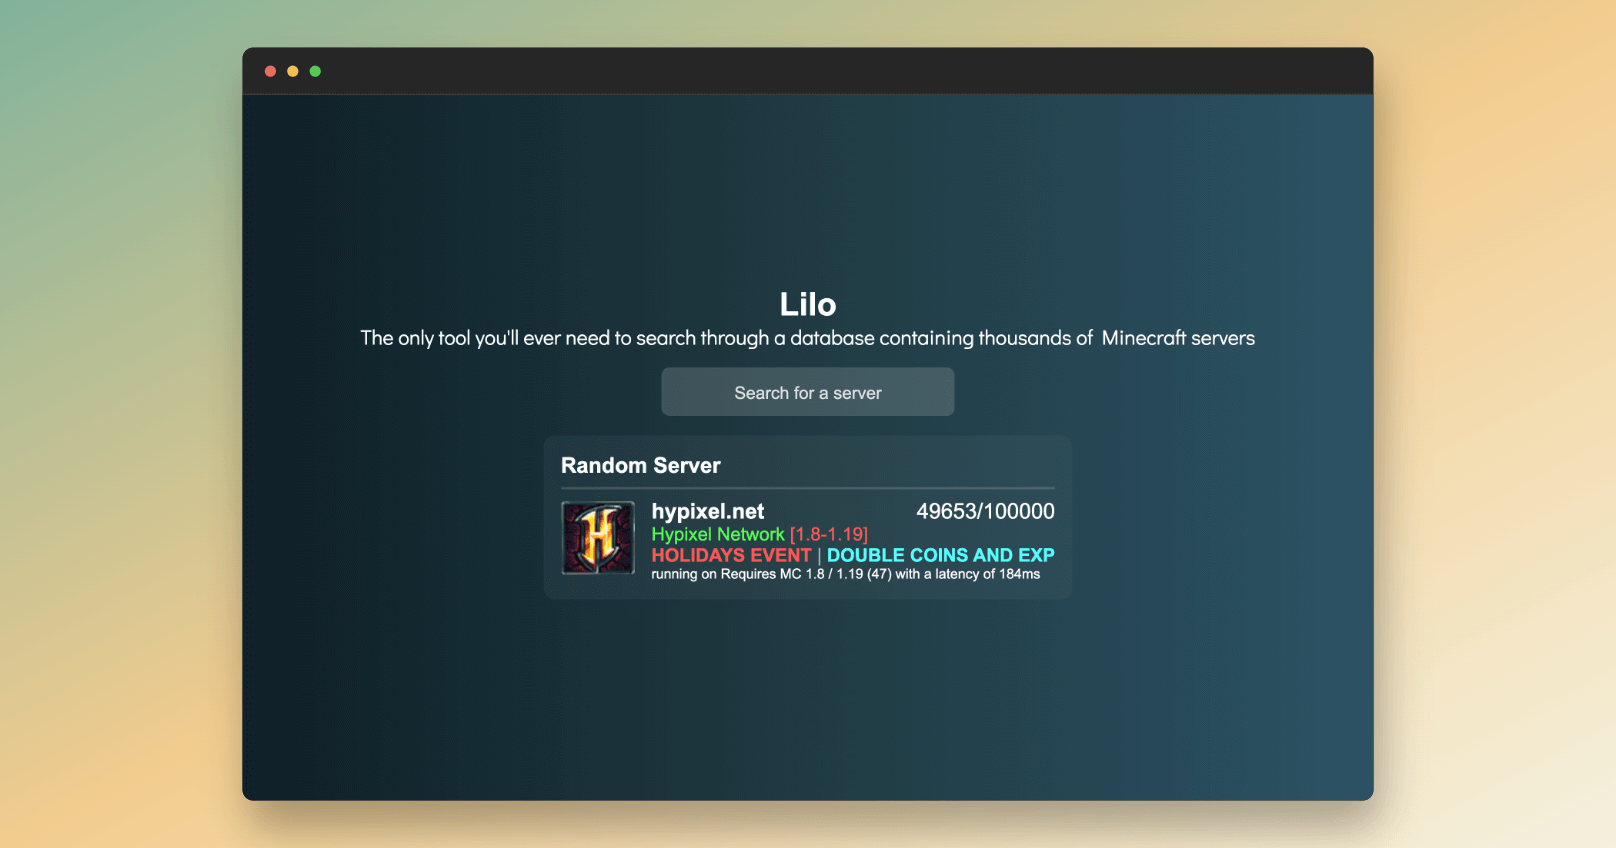 Lilo
The only tool you'll ever need to search through a database containing thousands of Minecraft servers
Search for a server
Random Server
H
hypixel.net 49653/100000
Hypixel Network [1.8-1.19]
HOLIDAYS EVENT | DOUBLE COINS AND EXP
running on Requires MC 1.8 / 1.19 (47) with a latency of 184ms